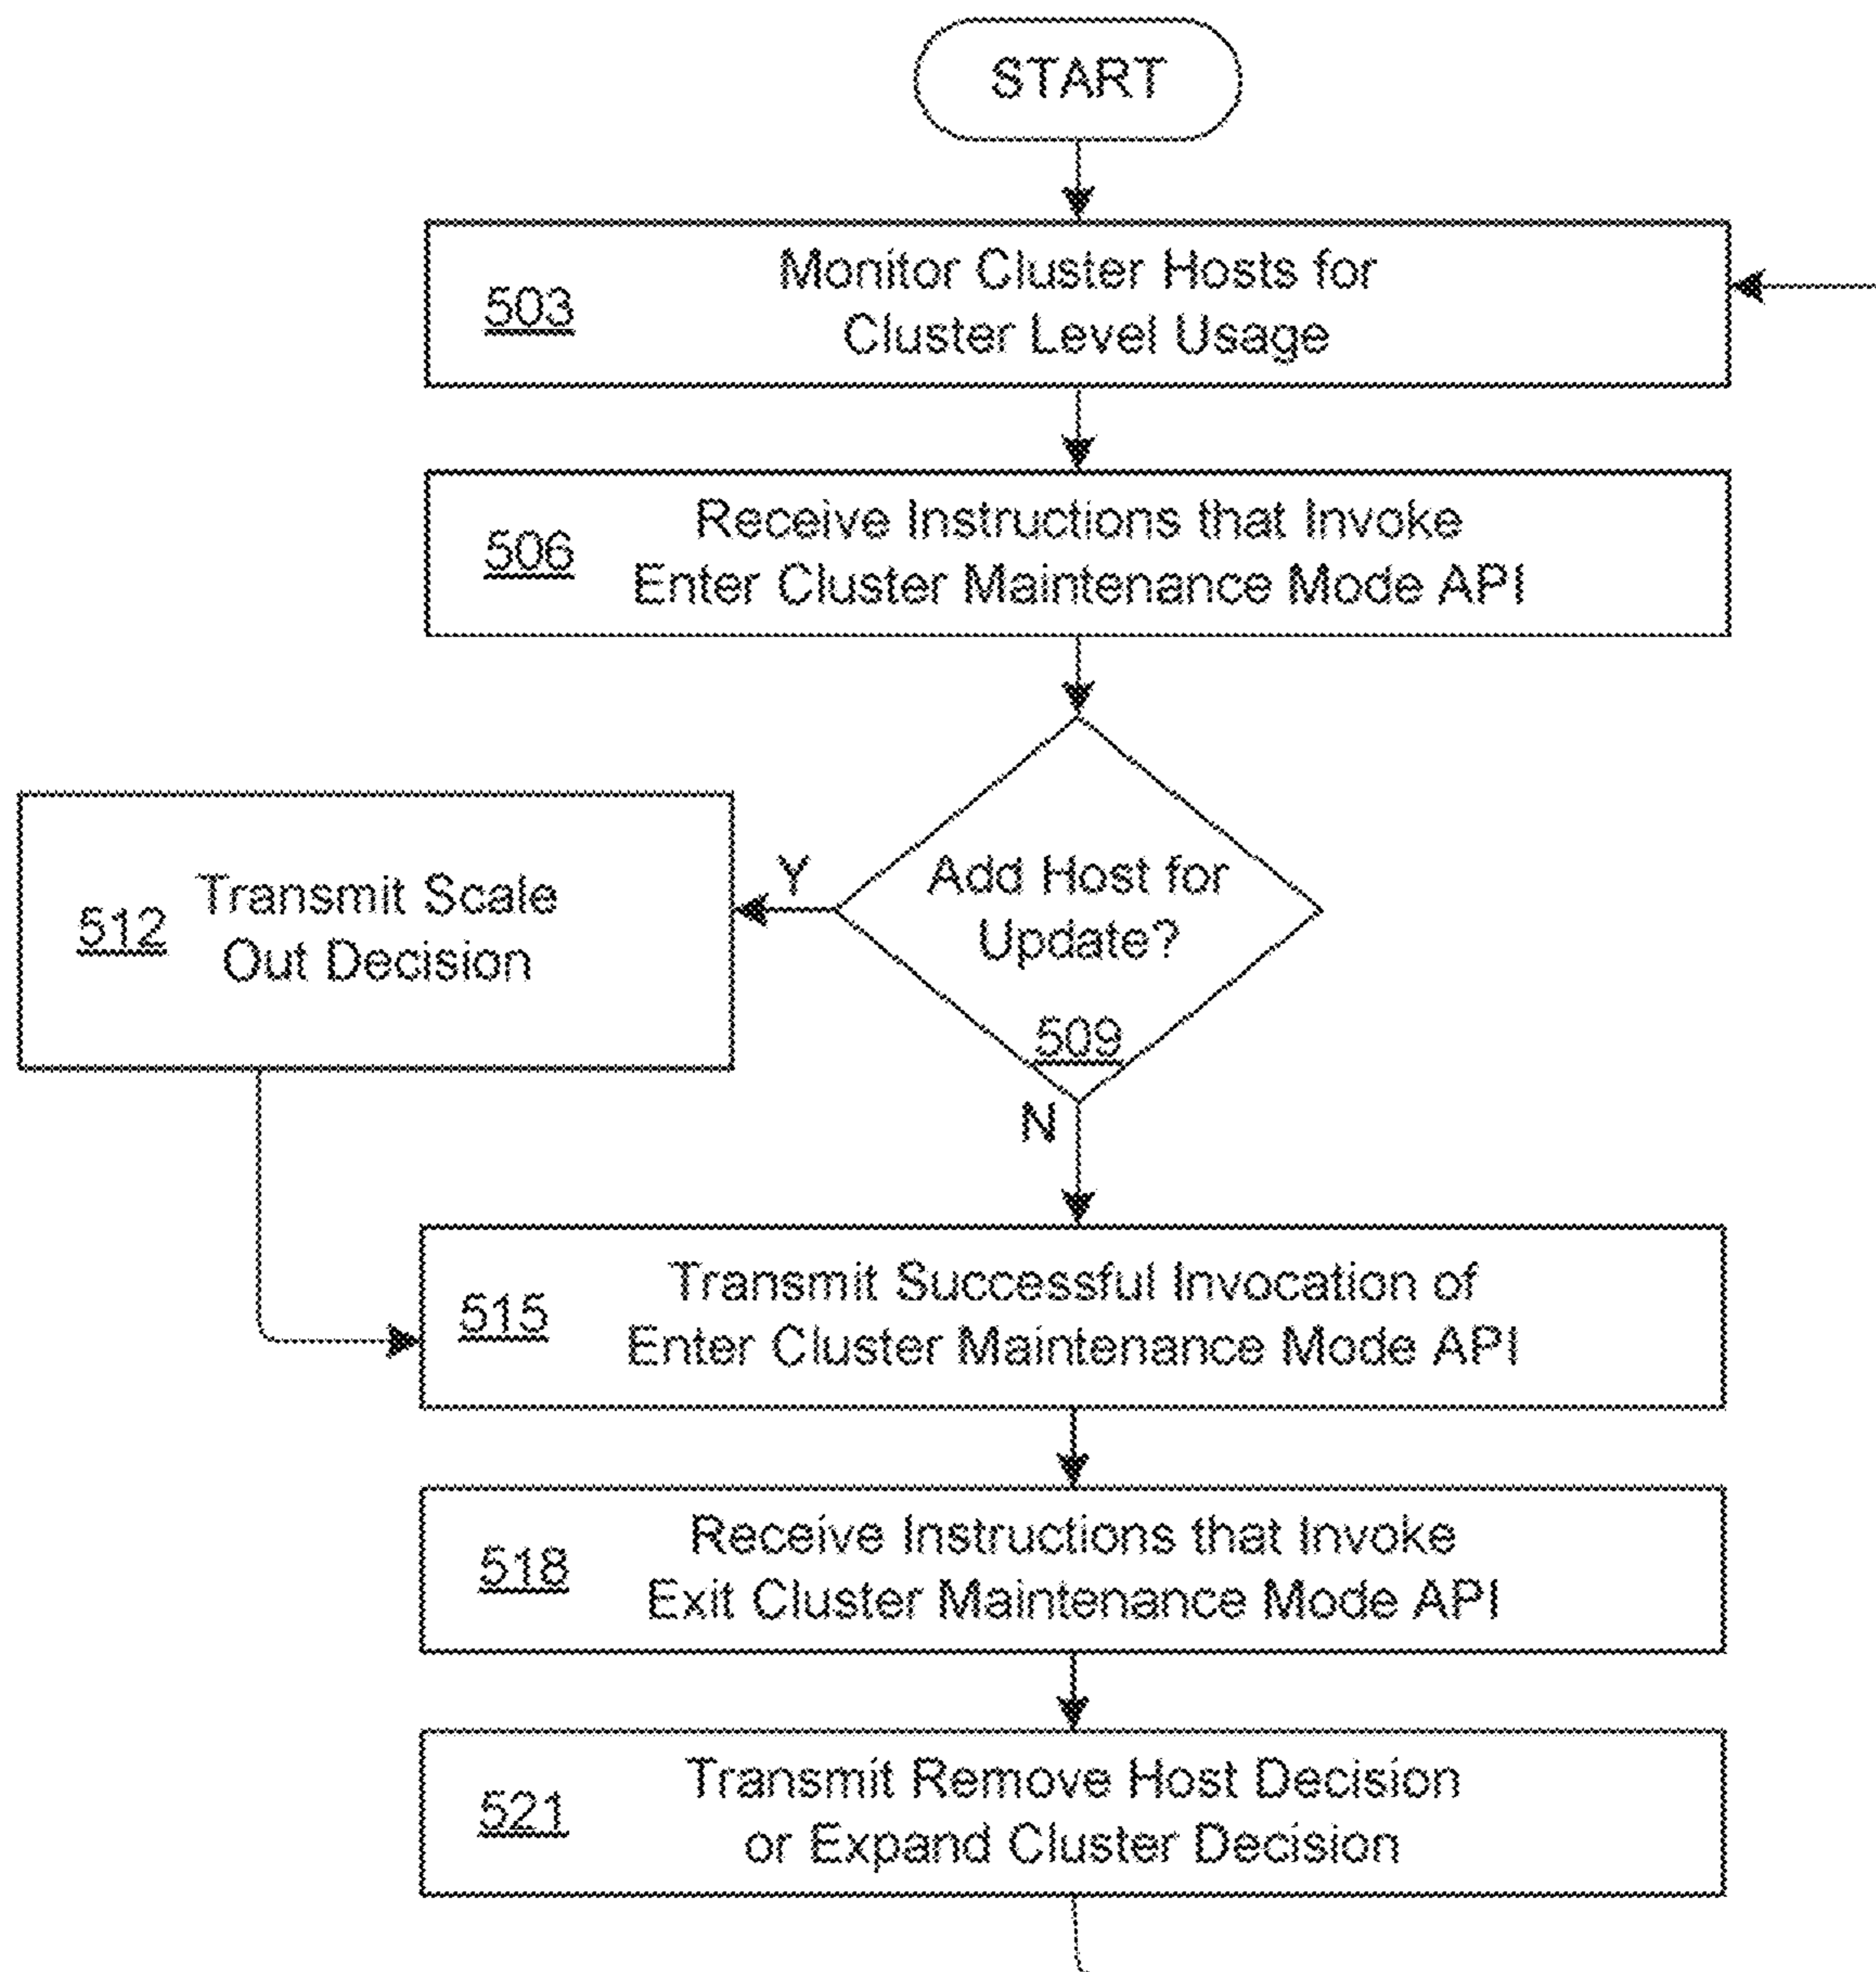 START
503
Monitor Cluster Hosts for
Cluster Level Usage
506
Receive Instructions that Invoke
Enter Cluster Maintenance Mode API
Add Host for
Update?
509
Y
512
Transmit Scale
Out Decision
N
515
Transmit Successful Invocation of
Enter Cluster Maintenance Mode API
518
Receive Instructions that Invoke
Exit Cluster Maintenance Mode API
521
Transmit Remove Host Decision
or Expand Cluster Decision